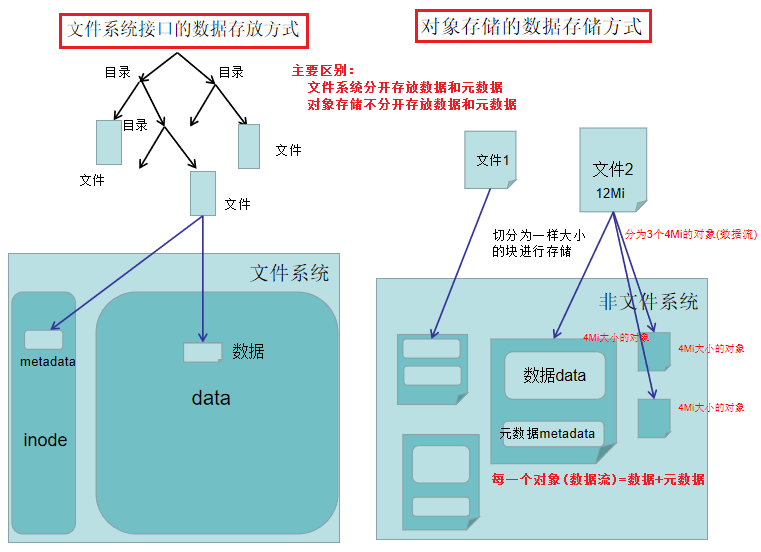 文件系统接口的数据存放方式
目录
目录
目录
文件
文件
文件
主要区别:
文件系统分开存放数据和元数据
对象存储不分开存放数据和元数据
文件系统
metadata
inode
数据
data
对象存储的数据存储方式
文件1
文件2
12Mi
切分为一样大小
的块进行存储
分为3个4Mi的对象(数据流)
非文件系统
4Mi大小的对象
4Mi大小的对象
4Mi大小的对象
数据data
元数据metadata
每一个对象(数据流)=数据+元数据